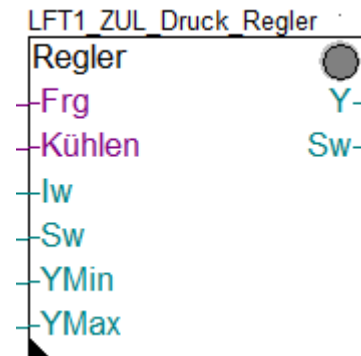 LFT1_ZUL_Druck_Regler
Regler
Frg Y
Kühlen Sw
Iw
Sw
YMin
YMax